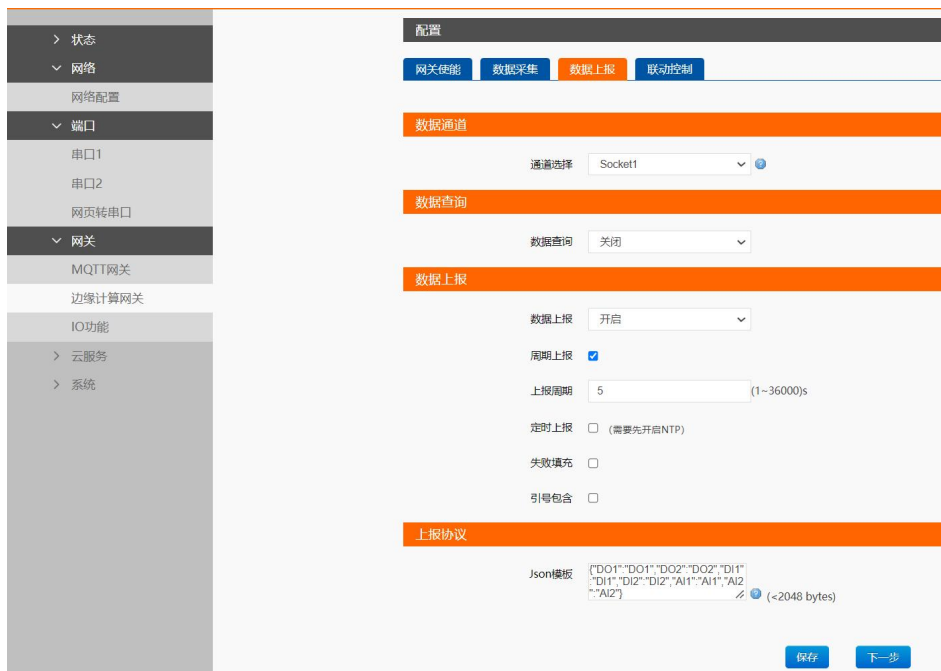 状态
网络
网络配置
端口
串口1
串口2
网页转串口
网关
MQTT网关
边缘计算网关
IO功能
云服务
系统
配置
网关使能 数据采集 数据上报 联动控制
数据通道
通道选择 Socket1
数据查询
数据查询 关闭
数据上报
数据上报 开启
周期上报
上报周期 5 (1~36000)s
定时上报 (需要先开启NTP)
失败填充
引号包含
上报协议
Json模板
{"DO1":"DO1","DO2":"DO2","DI1"
:"DI1","DI2":"DI2","AI1":"AI1","AI2
":"AI2"}
(<2048 bytes)
保存 下一步